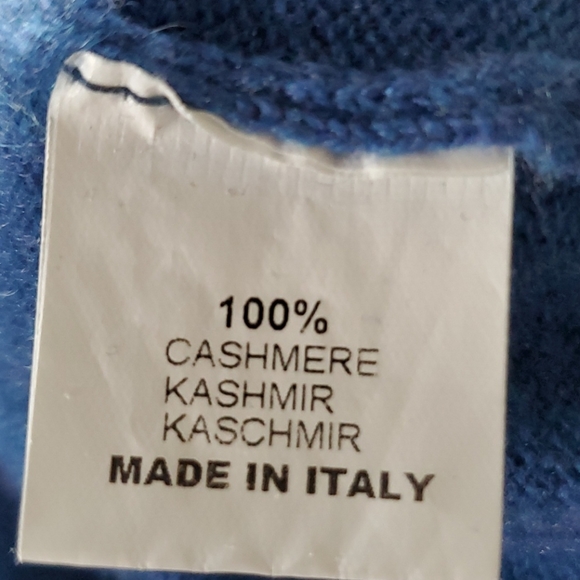 100%
CASHMERE
KASHMIR
KASCHMIR
MADE IN ITALY